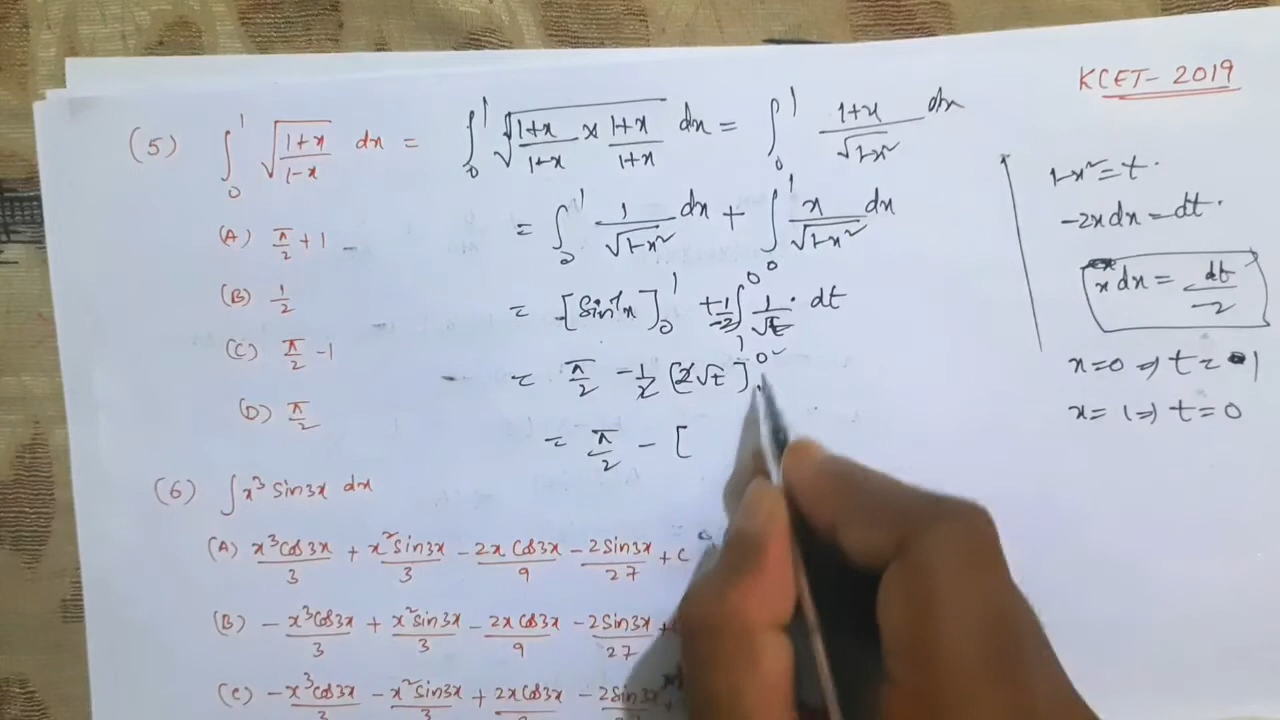 KCET- 2019
(5) ∫₀¹ √((1+x)/(1-x)) dx = ∫₀¹ √((1+x)/(1-x) × (1+x)/(1+x)) dx = ∫₀¹ (1+x)/√(1-x²) dx
= ∫₀¹ 1/√(1-x²) dx + ∫₀¹ x/√(1-x²) dx
(A) π/2 + 1
= [Sin⁻¹x]₀¹ + 1/-2 ∫₁⁰ 1/√t . dt
(B) 1/2
= π/2 - 1/2 [2√t]⁰
(C) π/2 - 1
= π/2 - [
(D) π/2
1-x² = t .
-2x dx = dt .
x dx = dt/-2
x=0 ⇒ t = 1
x= 1 ⇒ t = 0
(6) ∫x³ Sin3x dx
(A) x³Cos3x/3 + x²Sin3x/3 - 2x Cos3x/9 - 2Sin3x/27 + C
(B) - x³Cos3x/3 + x²Sin3x/3 - 2x Cos3x/9 - 2Sin3x/27 +
(C) - x³Cos3x/3 - x²Sin3x/3 + 2x Cos3x/9 - 2Sin3x